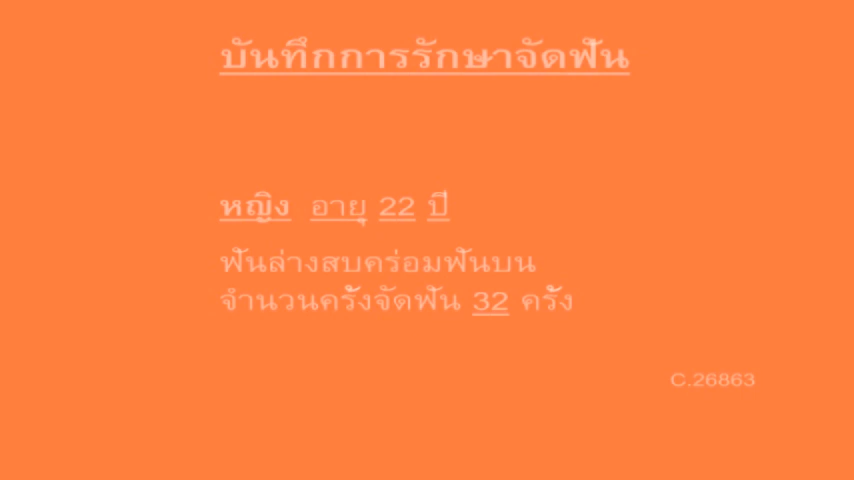 บันทึกการรักษาจัดฟัน
หญิง อายุ 22 ปี
ฟันล่างสบคร่อมฟันบน
จำนวนครั้งจัดฟัน 32 ครั้ง
C.26863